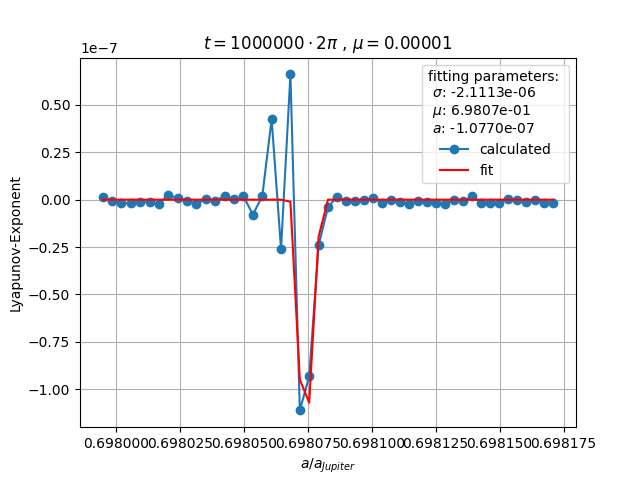 t = 1000000 · 2π , μ = 0.00001
1e−7
fitting parameters:
σ: -2.1113e-06
μ: 6.9807e-01
a: -1.0770e-07
calculated
fit
0.50
0.25
0.00
−0.25
−0.50
−0.75
−1.00
Lyapunov-Exponent
0.698000 0.698025 0.698050 0.698075 0.698100 0.698125 0.698150 0.698175
a/a_Jupiter